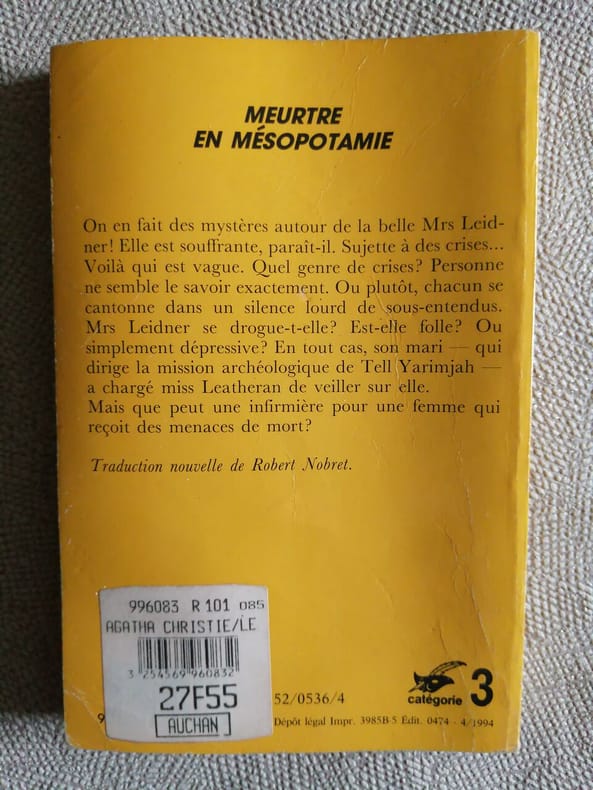 MEURTRE
EN MÉSOPOTAMIE
On en fait des mystères autour de la belle Mrs Leid-
ner! Elle est souffrante, paraît-il. Sujette à des crises...
Voilà qui est vague. Quel genre de crises? Personne
ne semble le savoir exactement. Ou plutôt, chacun se
cantonne dans un silence lourd de sous-entendus.
Mrs Leidner se drogue-t-elle? Est-elle folle? Ou
simplement dépressive? En tout cas, son mari — qui
dirige la mission archéologique de Tell Yarimjah —
a chargé miss Leatheran de veiller sur elle.
Mais que peut une infirmière pour une femme qui
reçoit des menaces de mort?
Traduction nouvelle de Robert Nobret.
996083 R 101 085
AGATHA CHRISTIE/LE
3 254569 960832
27F55
AUCHAN
52/0536/4
9
Dépôt légal Impr. 3985B-5 Édit. 0474 - 4/1994
catégorie 3